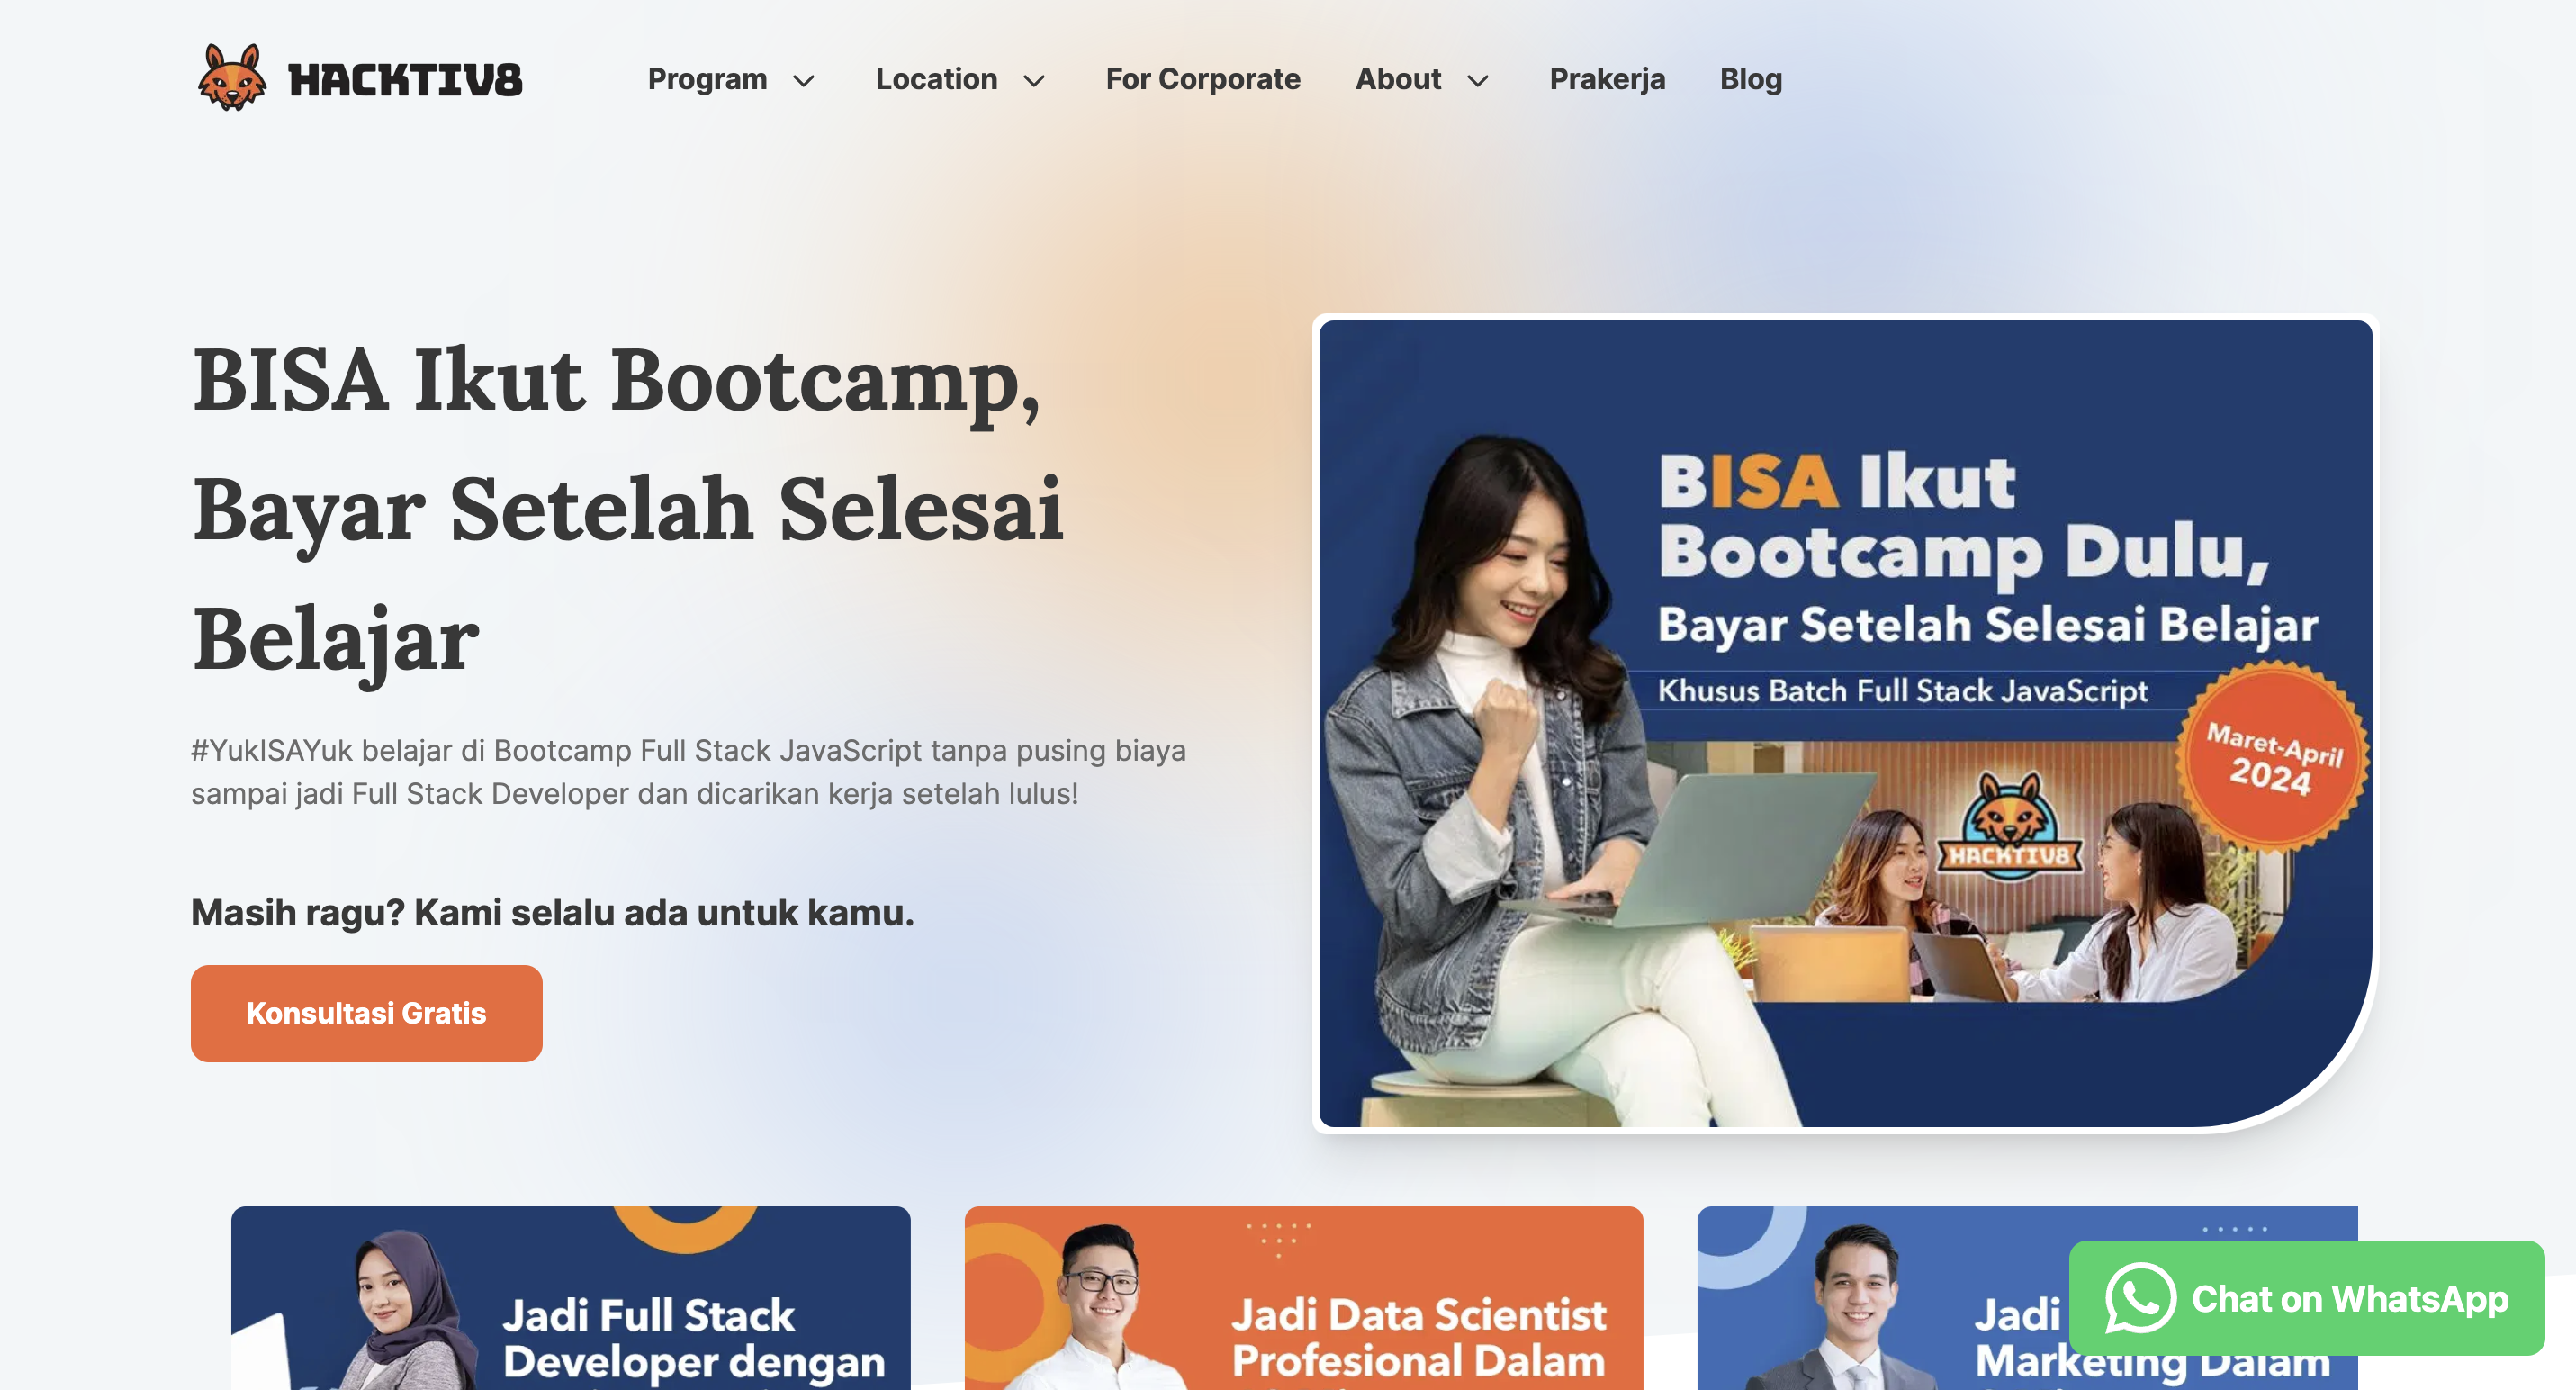 HACKTIV8
Program
Location
For Corporate
About
Prakerja
Blog
BISA Ikut Bootcamp,
Bayar Setelah Selesai
Belajar
#YukISAYuk belajar di Bootcamp Full Stack JavaScript tanpa pusing biaya
sampai jadi Full Stack Developer dan dicarikan kerja setelah lulus!
Masih ragu? Kami selalu ada untuk kamu.
Konsultasi Gratis
BISA Ikut
Bootcamp Dulu,
Bayar Setelah Selesai Belajar
Khusus Batch Full Stack JavaScript
Maret-April
2024
HACKTIV8
Jadi Full Stack
Developer dengan
Jadi Data Scientist
Profesional Dalam
Jadi
Marketing Dalam
Chat on WhatsApp